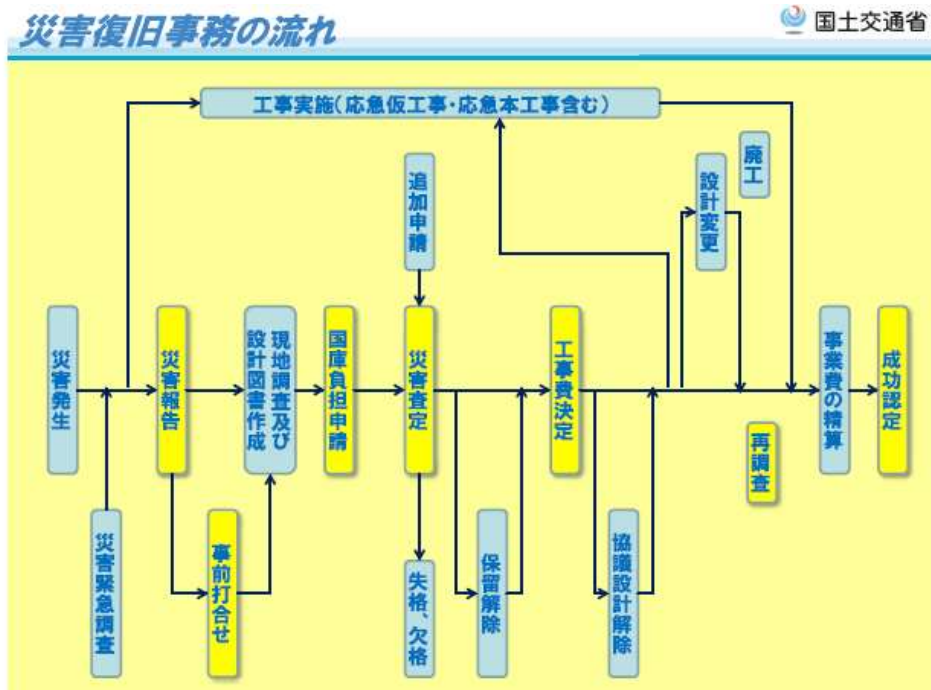 災害復旧事務の流れ
国土交通省
工事実施(応急仮工事・応急本工事含む)
追加申請
設計変更
廃工
災害発生
災害報告
現地調査及び
設計図書作成
国庫負担申請
災害査定
工事費決定
事業費の精算
成功認定
再調査
災害緊急調査
事前打合せ
失格、欠格
保留解除
協議設計解除